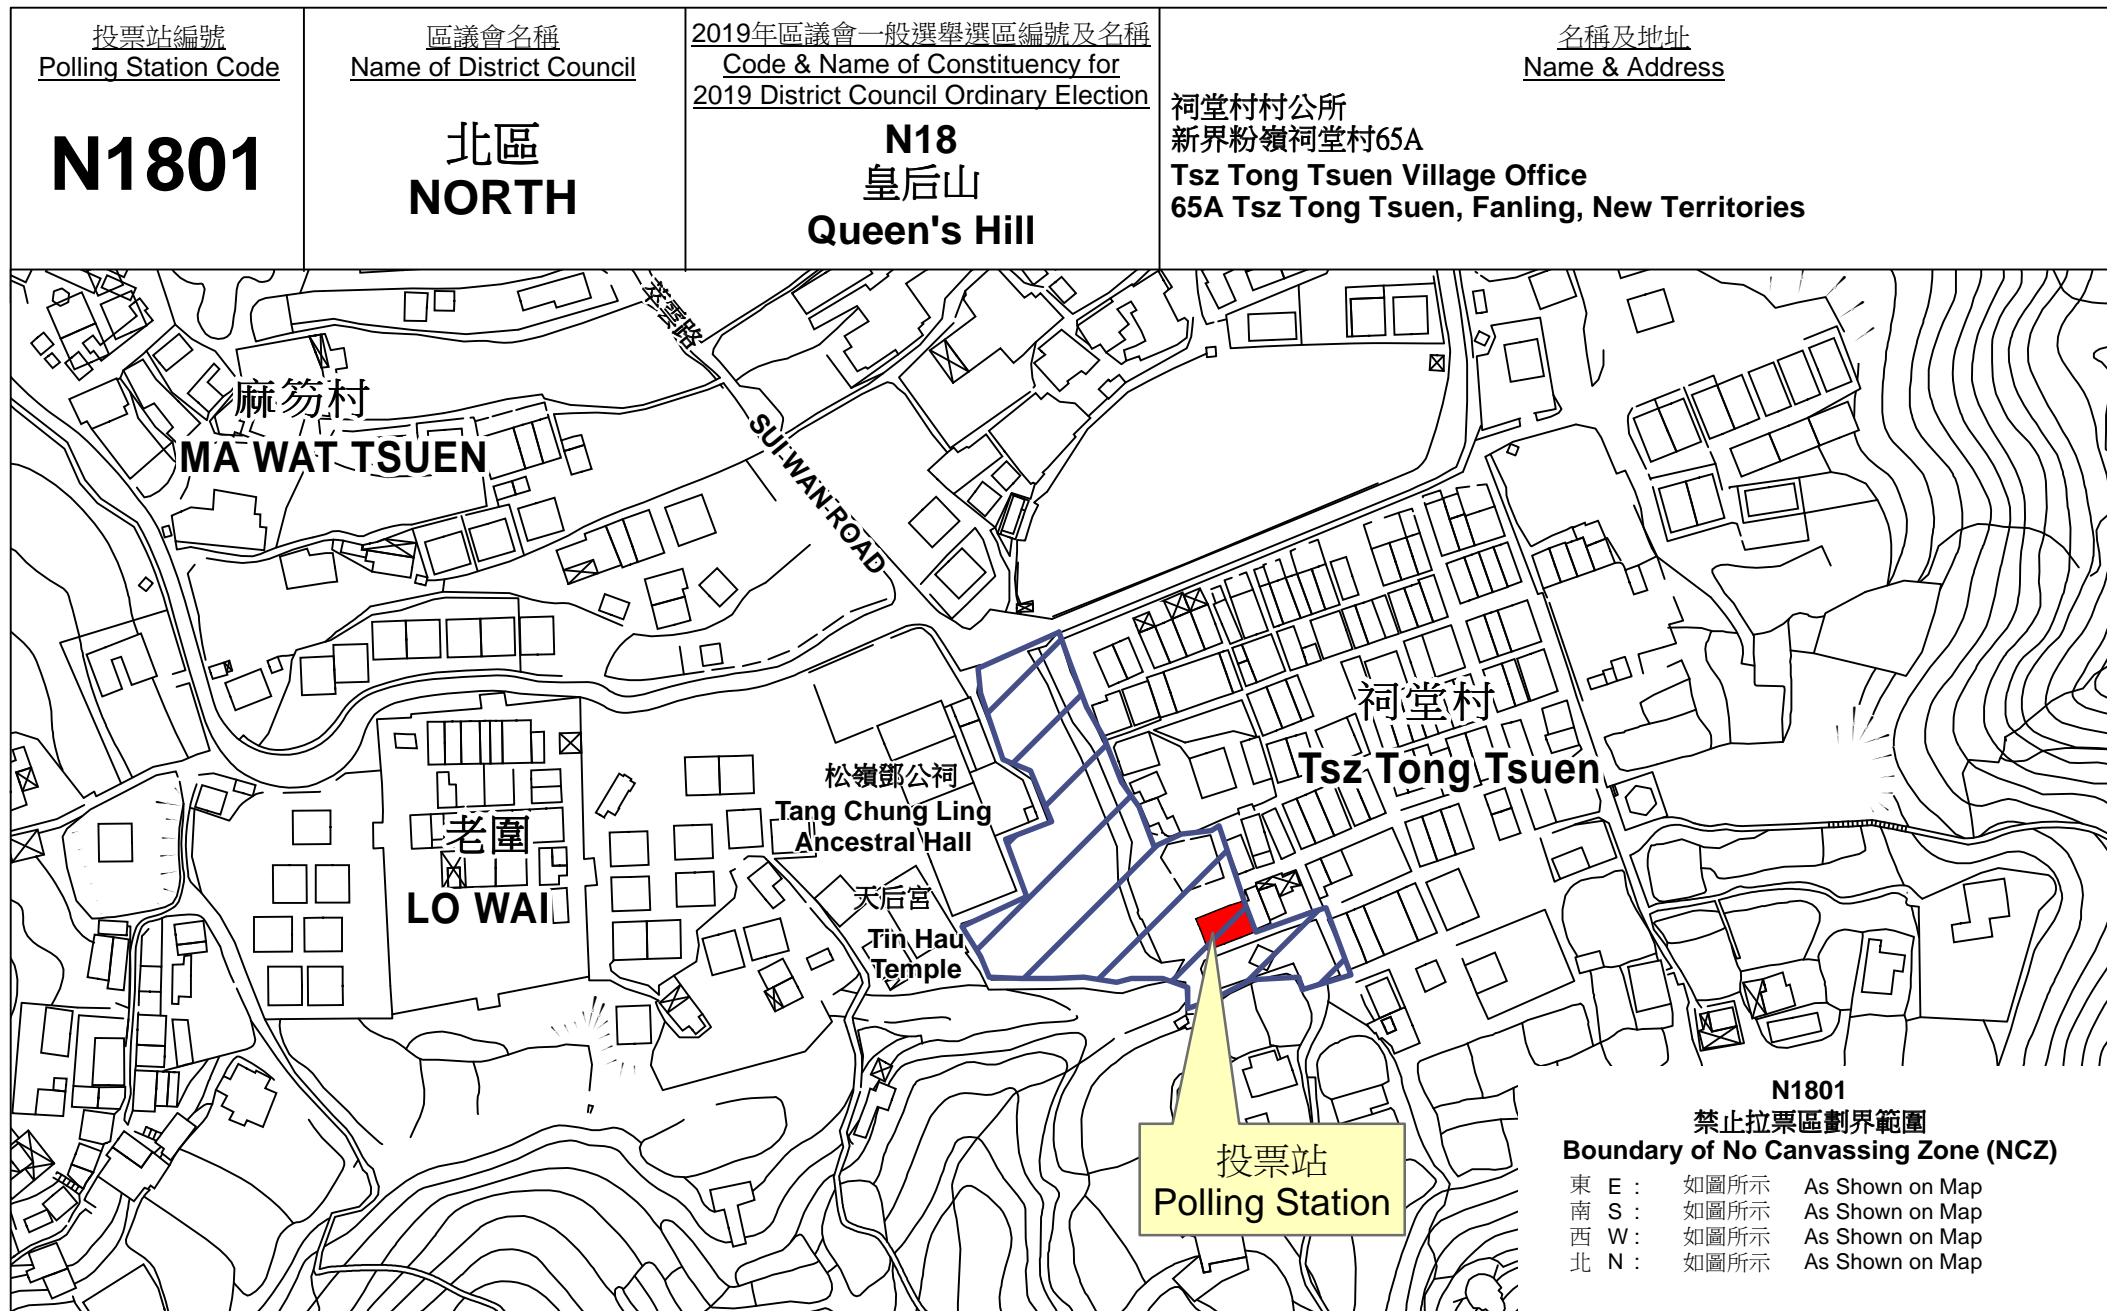 投票站編號
Polling Station Code
N1801
區議會名稱
Name of District Council
北區
NORTH
2019年區議會一般選舉選區編號及名稱
Code & Name of Constituency for
2019 District Council Ordinary Election
N18
皇后山
Queen's Hill
名稱及地址
Name & Address
祠堂村村公所
新界粉嶺祠堂村65A
Tsz Tong Tsuen Village Office
65A Tsz Tong Tsuen, Fanling, New Territories
萃雲路
SUI WAN ROAD
麻笏村
MA WAT TSUEN
祠堂村
Tsz Tong Tsuen
松嶺鄧公祠
Tang Chung Ling
Ancestral Hall
老圍
LO WAI
天后宮
Tin Hau
Temple
投票站
Polling Station
N1801
禁止拉票區劃界範圍
Boundary of No Canvassing Zone (NCZ)
東 E : 如圖所示 As Shown on Map
南 S : 如圖所示 As Shown on Map
西 W : 如圖所示 As Shown on Map
北 N : 如圖所示 As Shown on Map